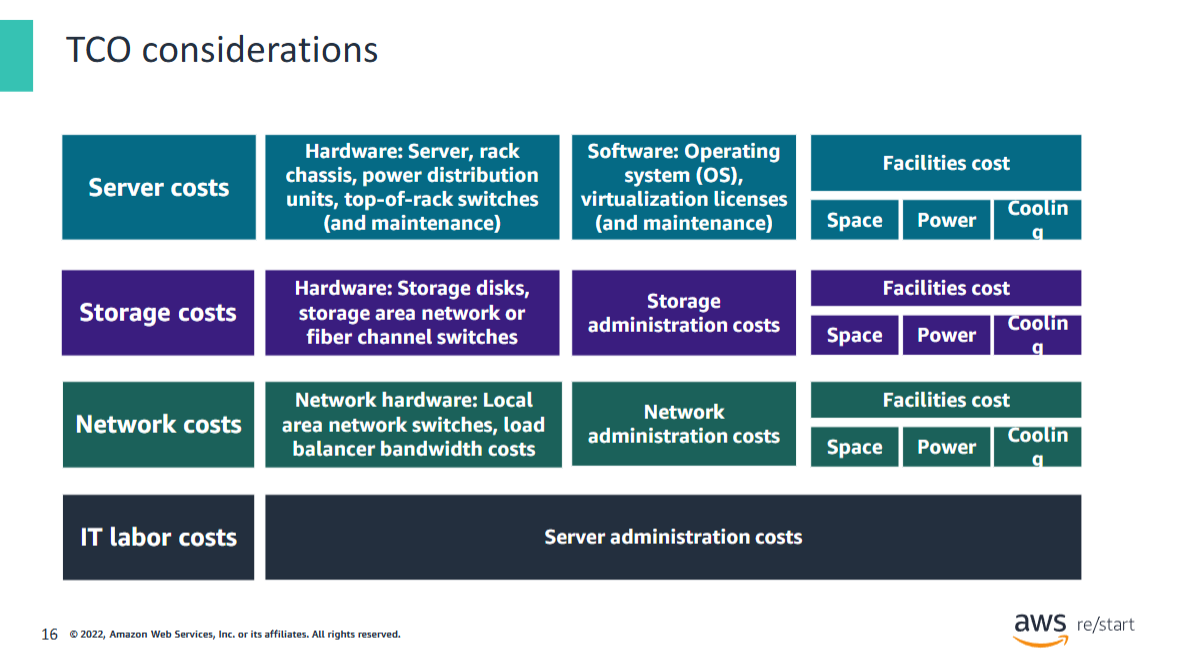 TCO considerations
Server costs
Hardware: Server, rack
chassis, power distribution
units, top-of-rack switches
(and maintenance)
Software: Operating
system (OS),
virtualization licenses
(and maintenance)
Facilities cost
Space
Power
Coolin
g
Storage costs
Hardware: Storage disks,
storage area network or
fiber channel switches
Storage
administration costs
Facilities cost
Space
Power
Coolin
g
Network costs
Network hardware: Local
area network switches, load
balancer bandwidth costs
Network
administration costs
Facilities cost
Space
Power
Coolin
g
IT labor costs
Server administration costs
16 © 2022, Amazon Web Services, Inc. or its affiliates. All rights reserved.
aws re/start